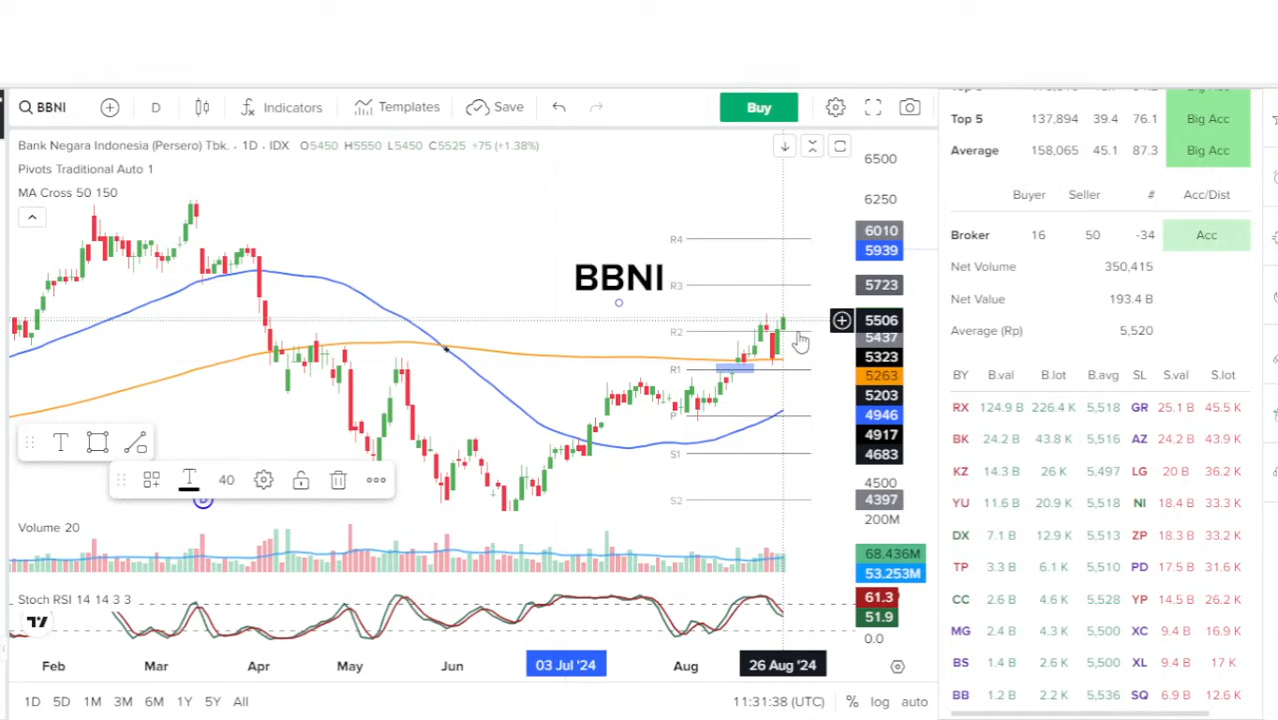 BBNI D Indicators Templates Save Buy
Bank Negara Indonesia (Persero) Tbk. · 1D · IDX O5450 H5550 L5450 C5525 +75 (+1.38%)
Pivots Traditional Auto 1
MA Cross 50 150
6500
6250
6010
5939
5723
5506
5437
5323
5263
5203
4946
4917
4683
4500
4397
200M
R4
BBNI
R3
R2
R1
P
S1
S2
T
T 40
Volume 20
68.436M
53.253M
Stoch RSI 14 14 3 3
61.3
51.9
0.0
Feb Mar Apr May Jun 03 Jul '24 Aug 26 Aug '24
1D 5D 1M 3M 6M 1Y 5Y All 11:31:38 (UTC) % log auto
Top 5 137,894 39.4 76.1 Big Acc
Average 158,065 45.1 87.3 Big Acc
Buyer Seller # Acc/Dist
Broker 16 50 -34 Acc
Net Volume 350,415
Net Value 193.4 B
Average (Rp) 5,520
BY B.val B.lot B.avg SL S.val S.lot
RX 124.9 B 226.4 K 5,518 GR 25.1 B 45.5 K
BK 24.2 B 43.8 K 5,516 AZ 24.2 B 43.9 K
KZ 14.3 B 26 K 5,497 LG 20 B 36.2 K
YU 11.6 B 20.9 K 5,515 NI 18.4 B 33.3 K
DX 7.1 B 12.9 K 5,513 ZP 18.3 B 33.2 K
TP 3.3 B 6.1 K 5,510 PD 17.5 B 31.6 K
CC 2.6 B 4.6 K 5,528 YP 14.5 B 26.2 K
MG 2.4 B 4.3 K 5,500 XC 9.4 B 16.9 K
BS 1.4 B 2.6 K 5,500 XL 9.4 B 17 K
BB 1.2 B 2.2 K 5,536 SQ 6.9 B 12.6 K